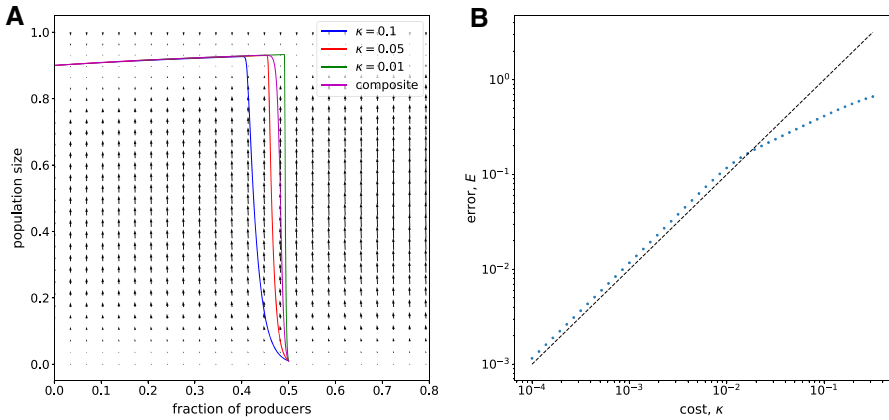 A
1.0
0.8
0.6
0.4
0.2
0.0
population size
κ = 0.1
κ = 0.05
κ = 0.01
composite
0.0 0.1 0.2 0.3 0.4 0.5 0.6 0.7 0.8
fraction of producers
B
10⁰
10⁻¹
10⁻²
10⁻³
error, E
10⁻⁴ 10⁻³ 10⁻² 10⁻¹
cost, κ